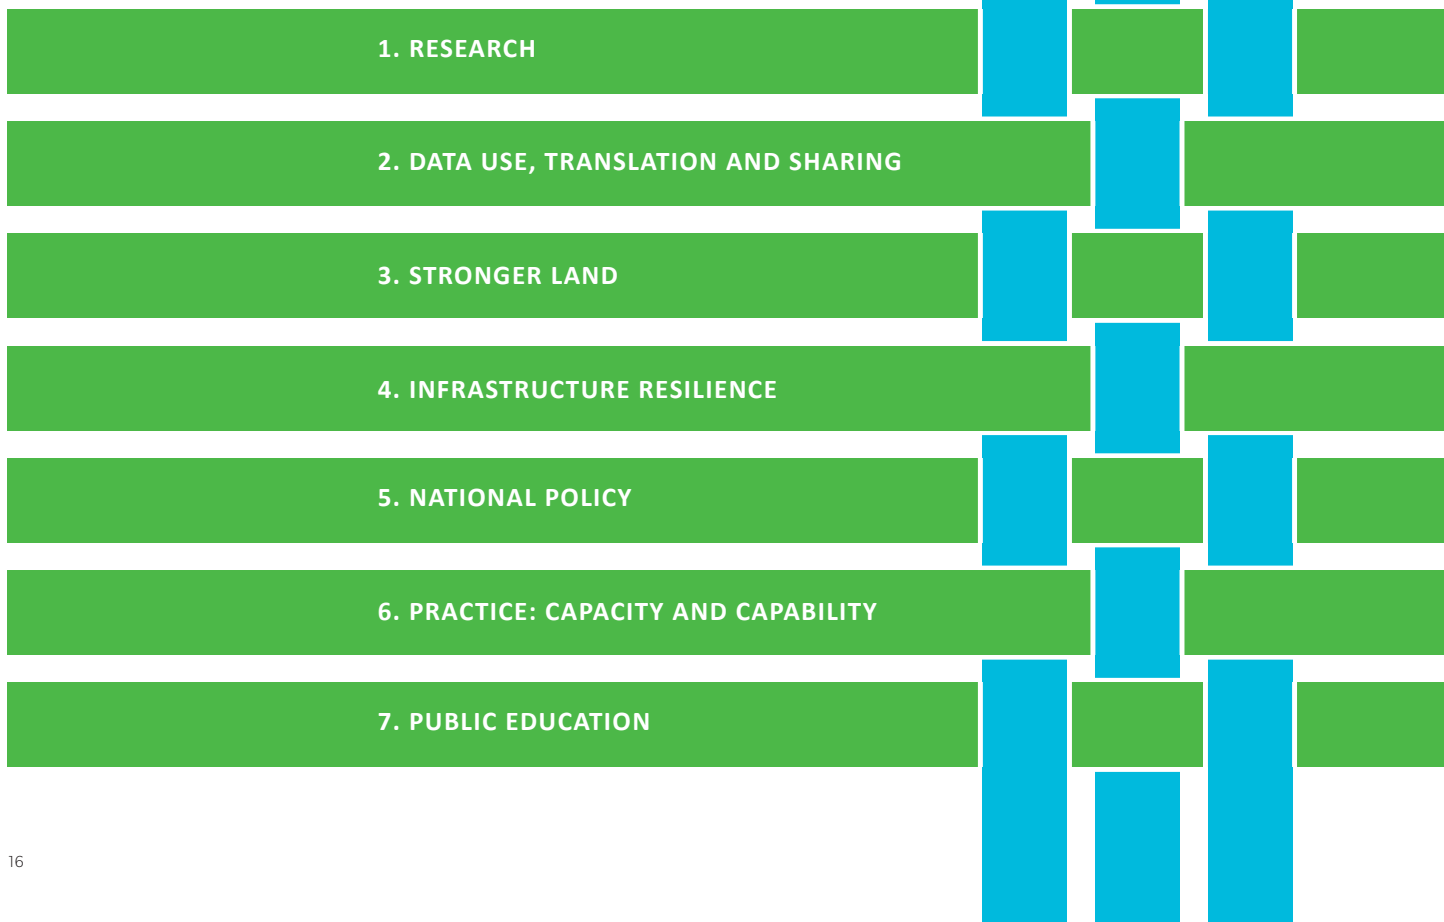 1. RESEARCH
2. DATA USE, TRANSLATION AND SHARING
3. STRONGER LAND
4. INFRASTRUCTURE RESILIENCE
5. NATIONAL POLICY
6. PRACTICE: CAPACITY AND CAPABILITY
7. PUBLIC EDUCATION
16